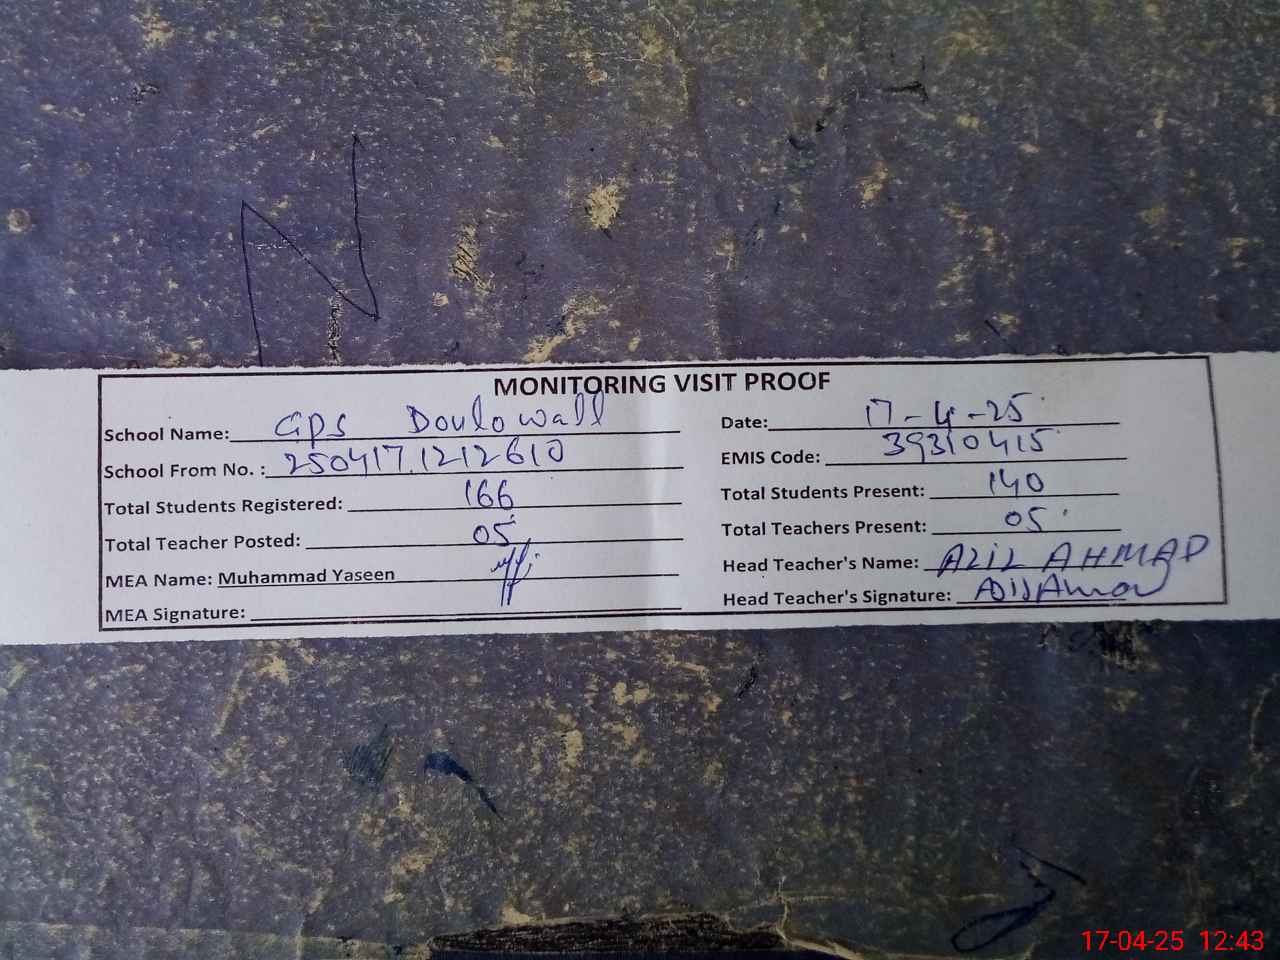 N
MONITORING VISIT PROOF
School Name: GPS Doulowall
Date: 17-4-25
School From No. : 250417.1212610
EMIS Code: 39310415
Total Students Registered: 166
Total Students Present: 140
Total Teacher Posted: 05
Total Teachers Present: 05
MEA Name: Muhammad Yaseen
Head Teacher's Name: AZIZ AHMAD
MEA Signature:
Head Teacher's Signature:
17-04-25 12:43